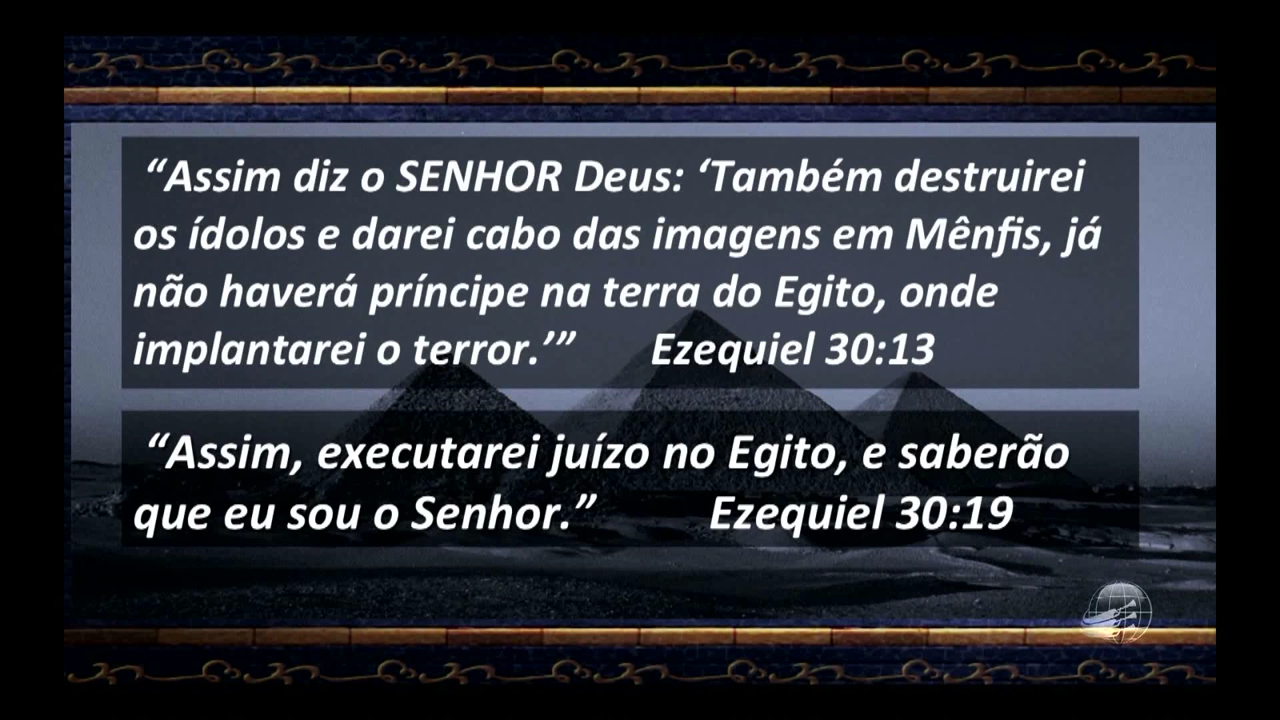 “Assim diz o SENHOR Deus: ‘Também destruirei
os ídolos e darei cabo das imagens em Mênfis, já
não haverá príncipe na terra do Egito, onde
implantarei o terror.’” Ezequiel 30:13
“Assim, executarei juízo no Egito, e saberão
que eu sou o Senhor.” Ezequiel 30:19